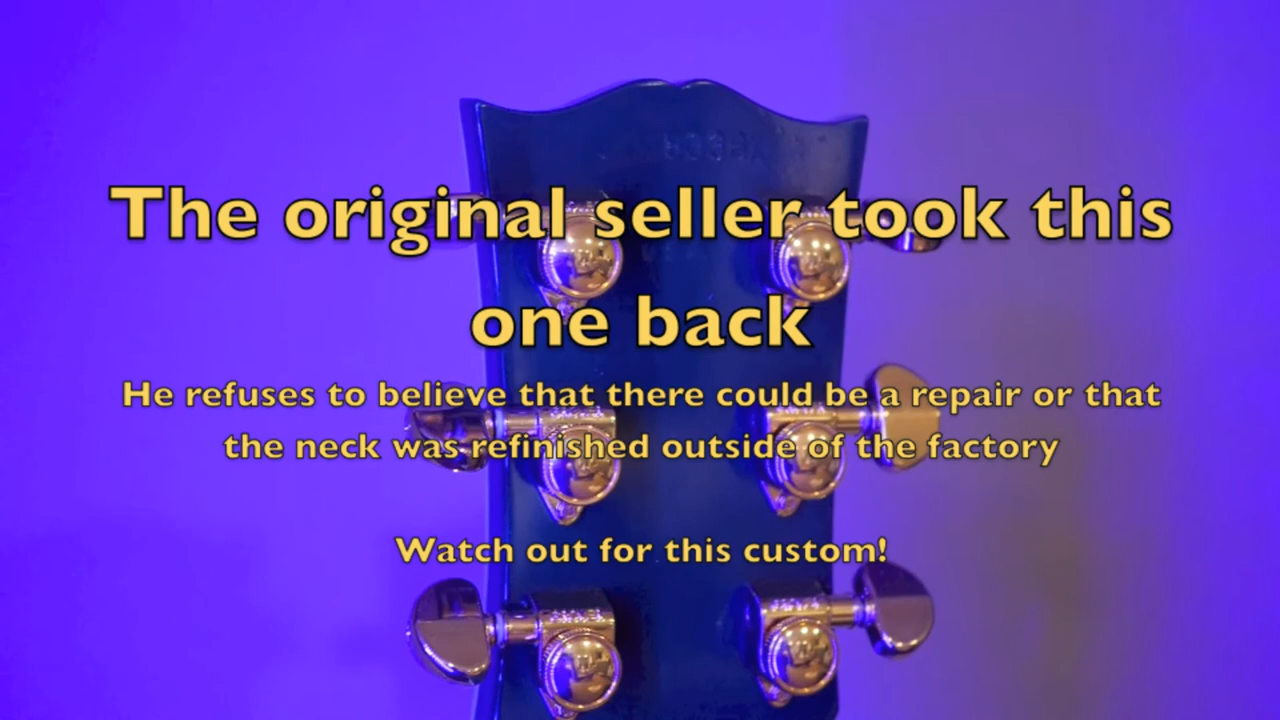 The original seller took this
one back
He refuses to believe that there could be a repair or that
the neck was refinished outside of the factory
Watch out for this custom!